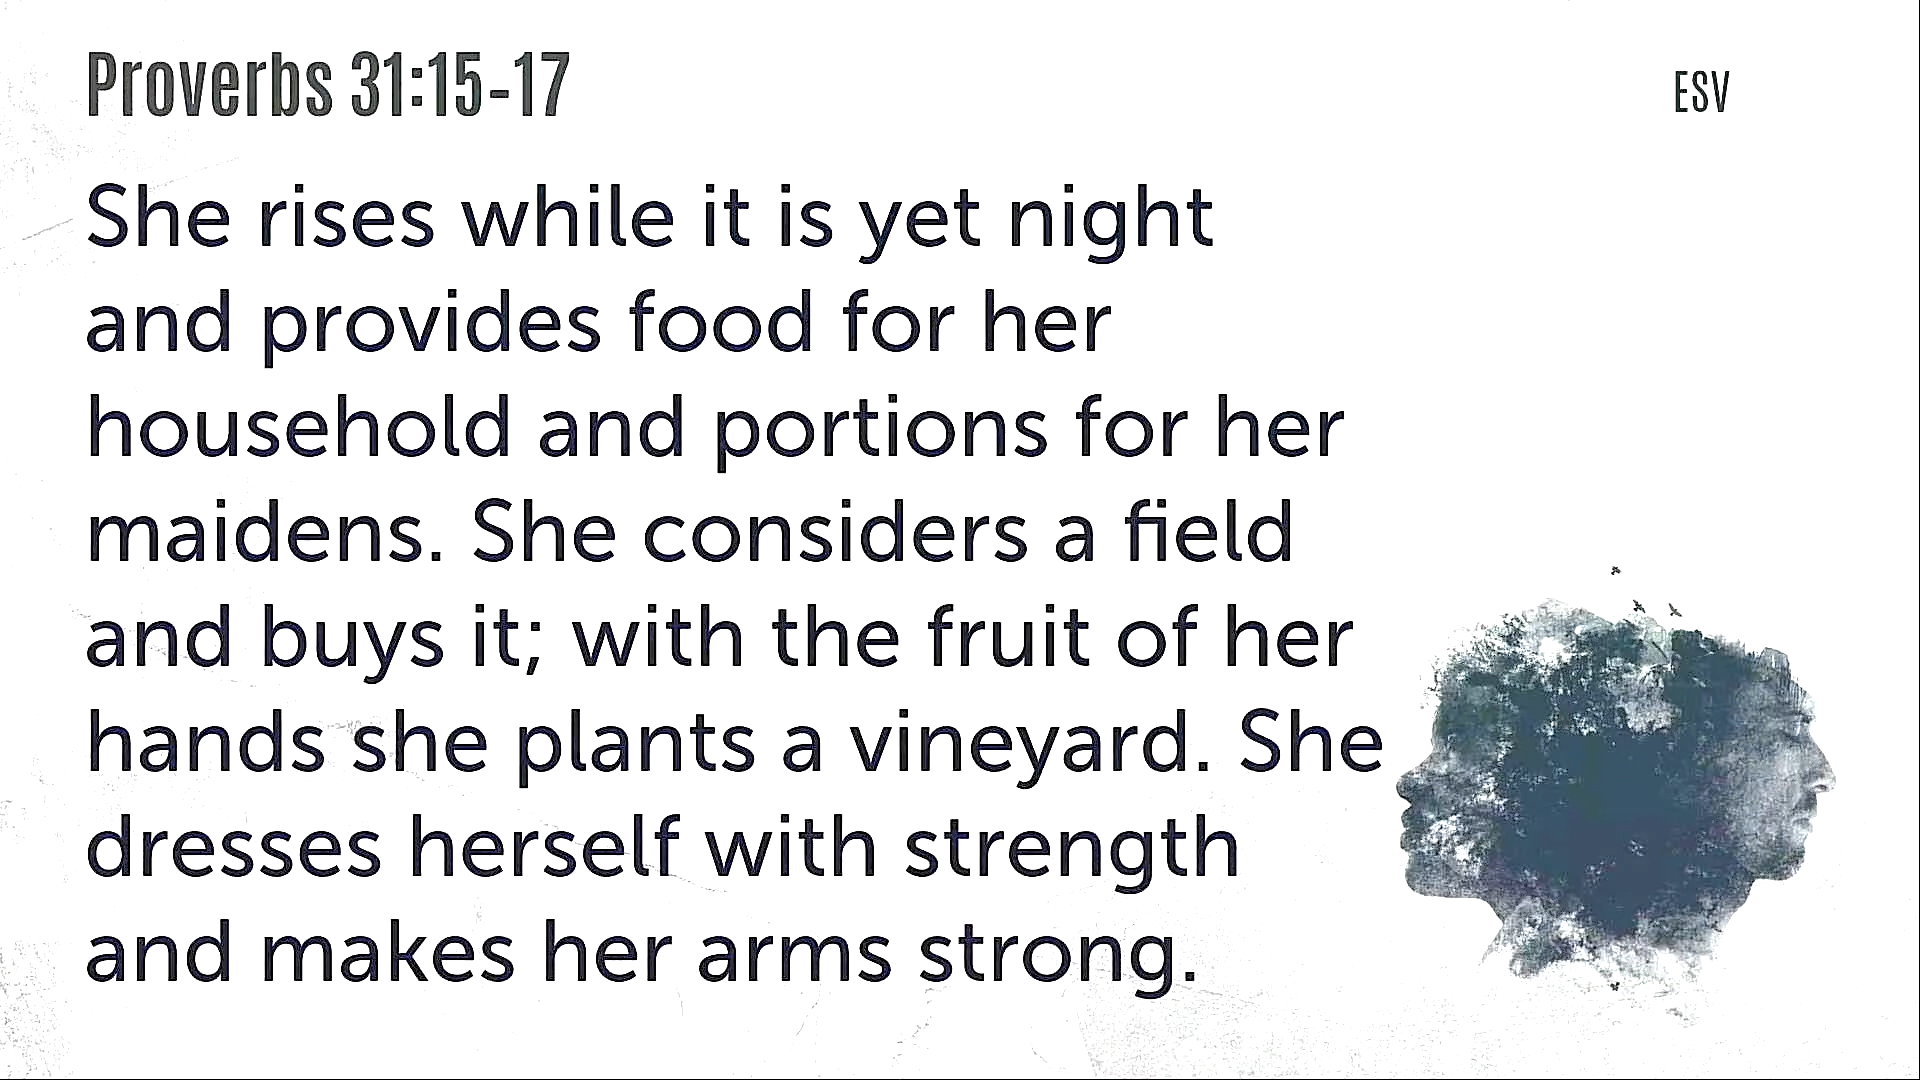 Proverbs 31:15-17
ESV
She rises while it is yet night
and provides food for her
household and portions for her
maidens. She considers a field
and buys it; with the fruit of her
hands she plants a vineyard. She
dresses herself with strength
and makes her arms strong.